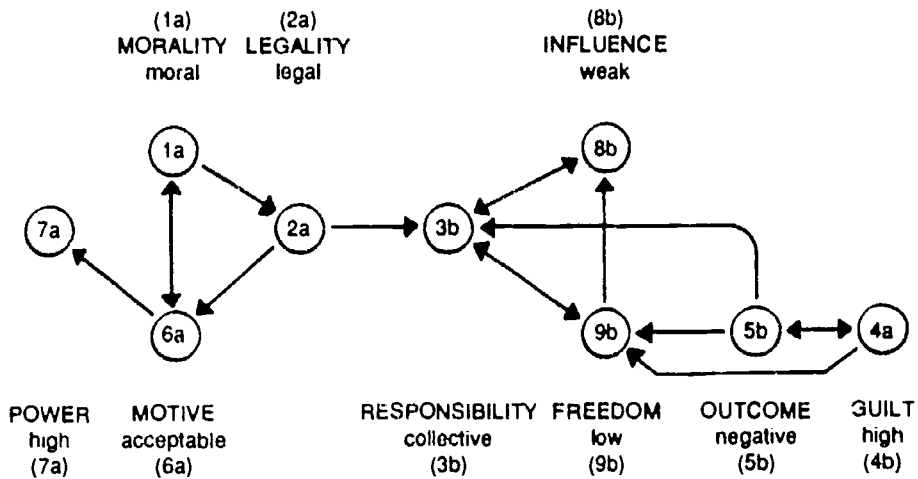 (1a) (2a) (8b)
MORALITY LEGALITY INFLUENCE
moral legal weak
1a 8b
7a 2a 3b
6a 9b 5b 4a
POWER MOTIVE RESPONSIBILITY FREEDOM OUTCOME GUILT
high acceptable collective low negative high
(7a) (6a) (3b) (9b) (5b) (4b)